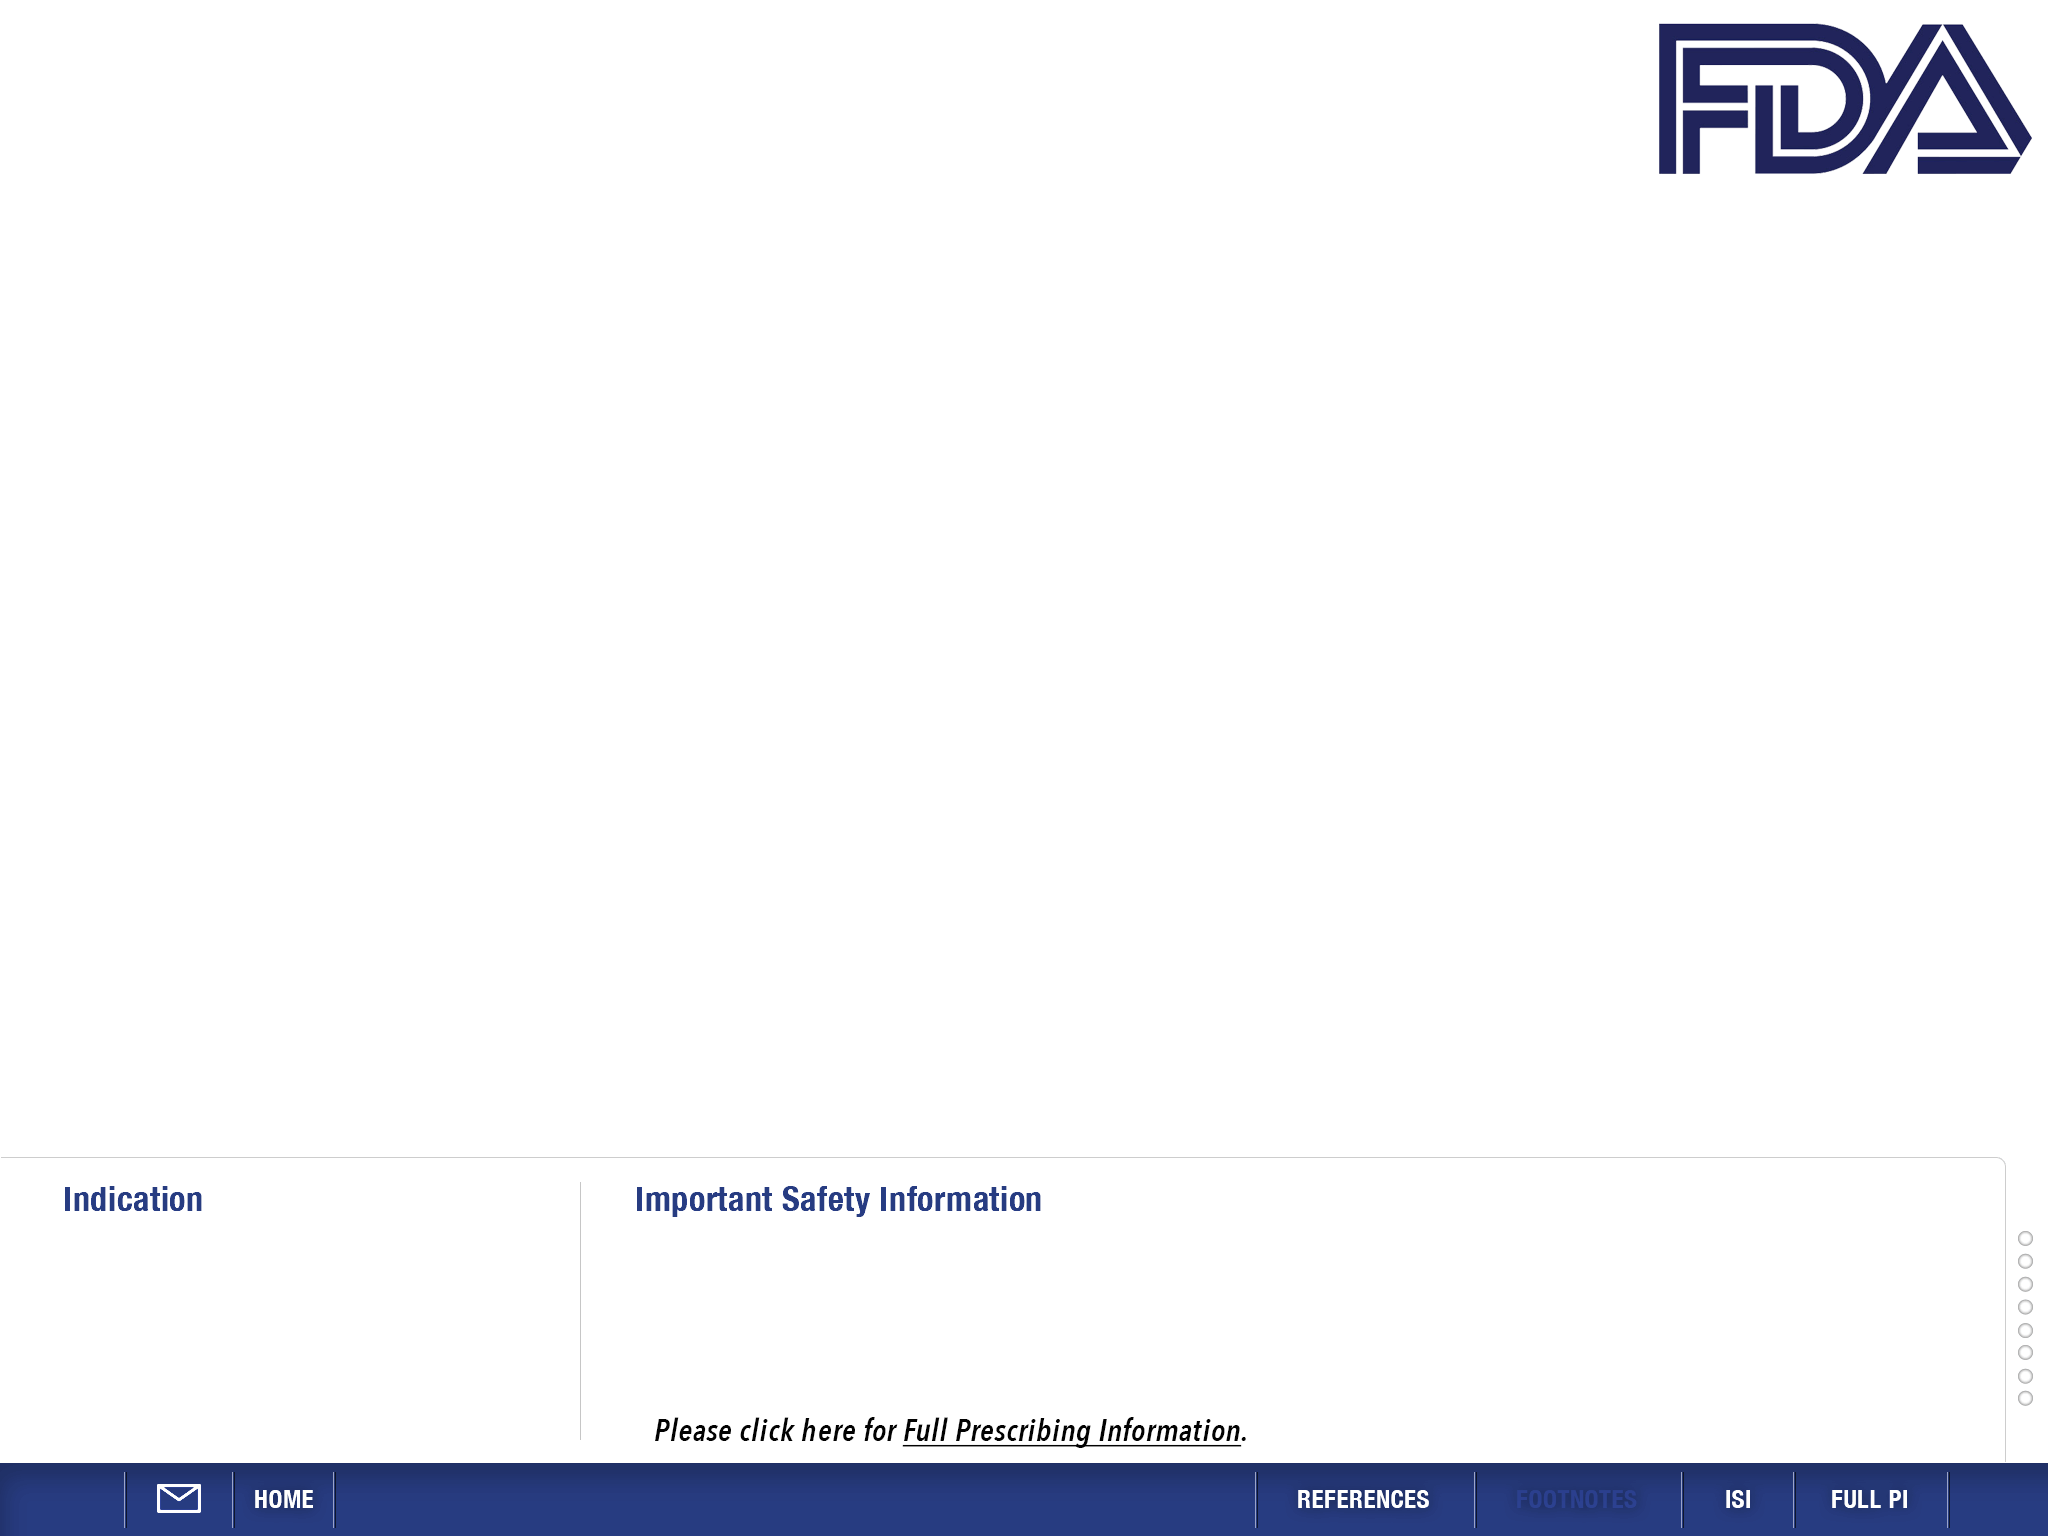 FDA
Indication
Important Safety Information
Please click here for Full Prescribing Information.
HOME
REFERENCES
FOOTNOTES
ISI
FULL PI